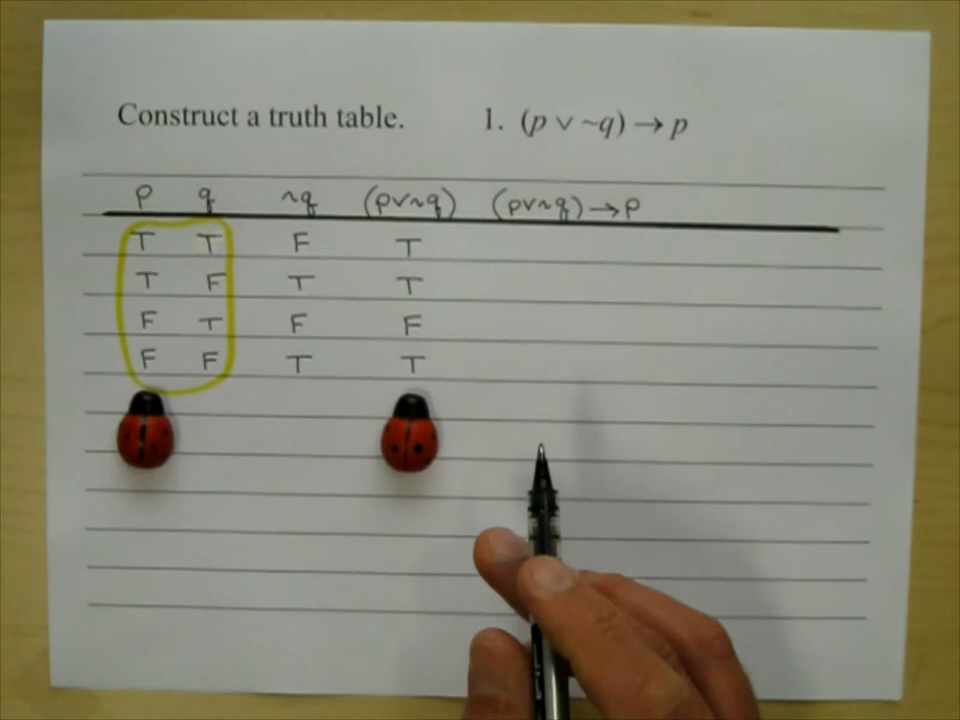 Construct a truth table. 1. (p ∨ ~q) → p
p q ~q (p∨~q) (p∨~q)→p
T T F T
T F T T
F T F F
F F T T